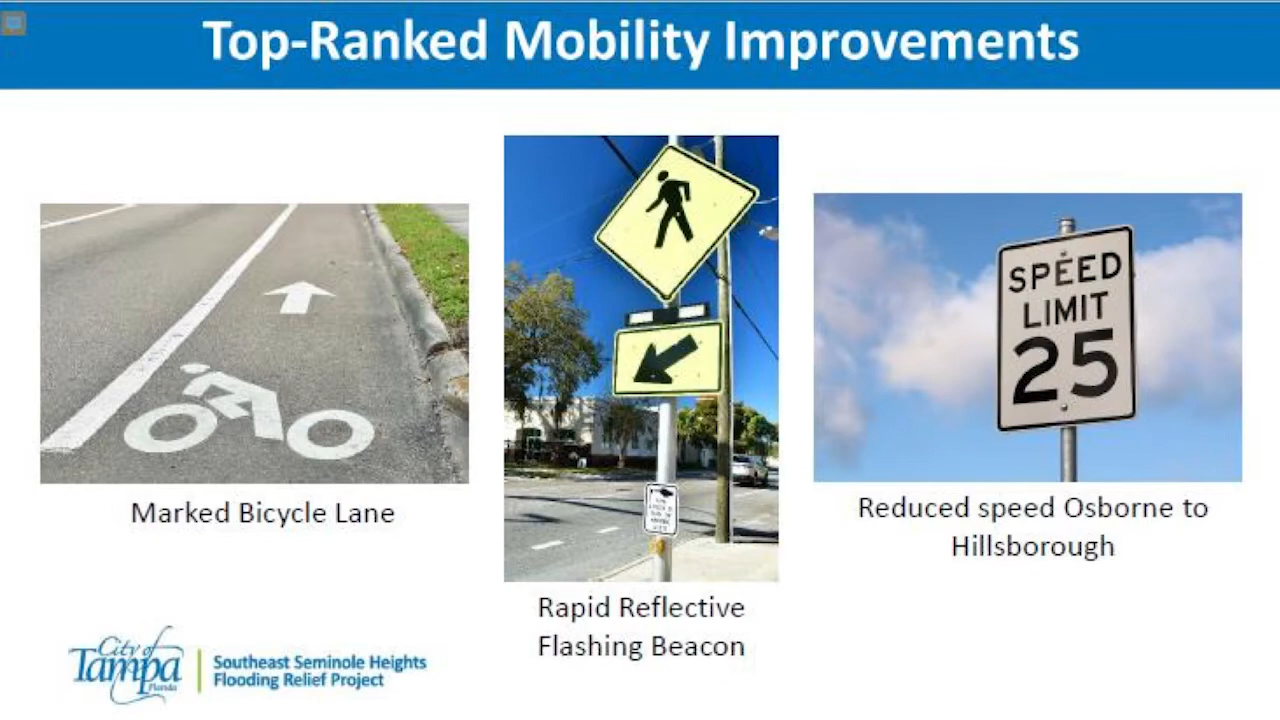 Top-Ranked Mobility Improvements
SPEED
LIMIT
25
Marked Bicycle Lane
Rapid Reflective
Flashing Beacon
Reduced speed Osborne to
Hillsborough
City of
Tampa
Florida
Southeast Seminole Heights
Flooding Relief Project